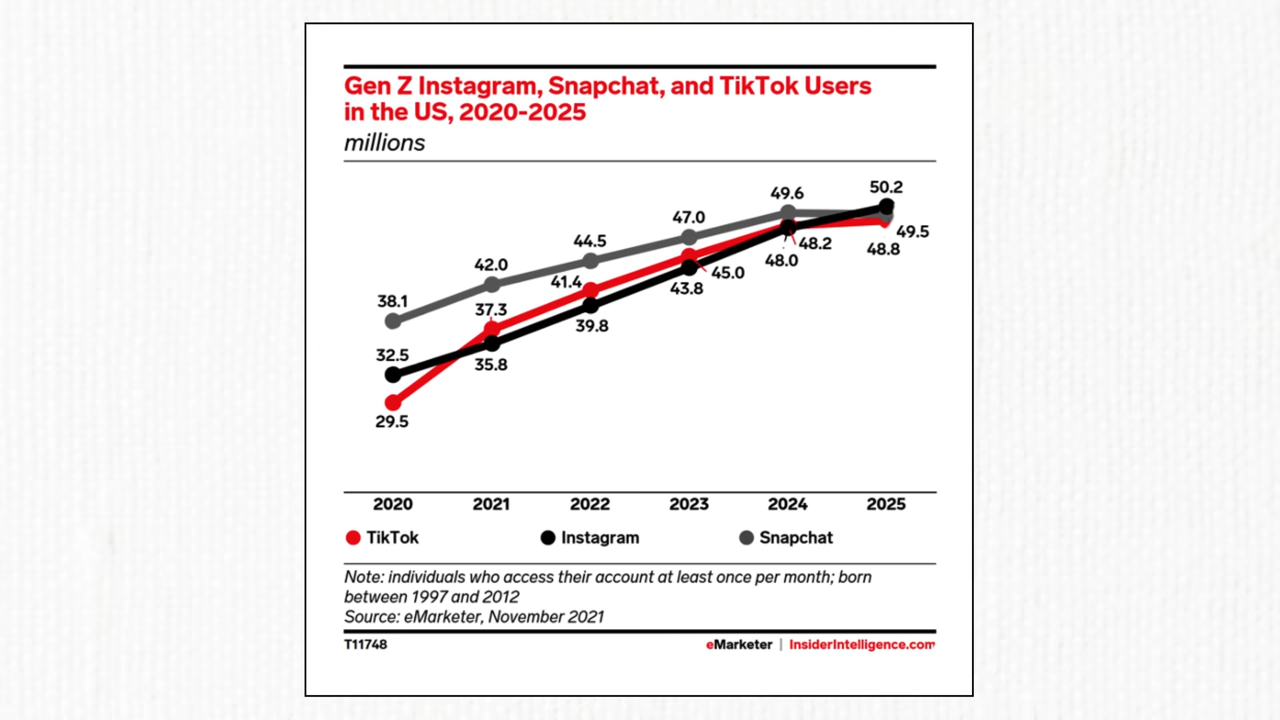 Gen Z Instagram, Snapchat, and TikTok Users
in the US, 2020-2025
millions
50.2
49.6
49.5
48.8
48.2
48.0
47.0
45.0
43.8
44.5
41.4
39.8
42.0
37.3
35.8
38.1
32.5
29.5
2020 2021 2022 2023 2024 2025
TikTok Instagram Snapchat
Note: individuals who access their account at least once per month; born
between 1997 and 2012
Source: eMarketer, November 2021
T11748 eMarketer | InsiderIntelligence.com